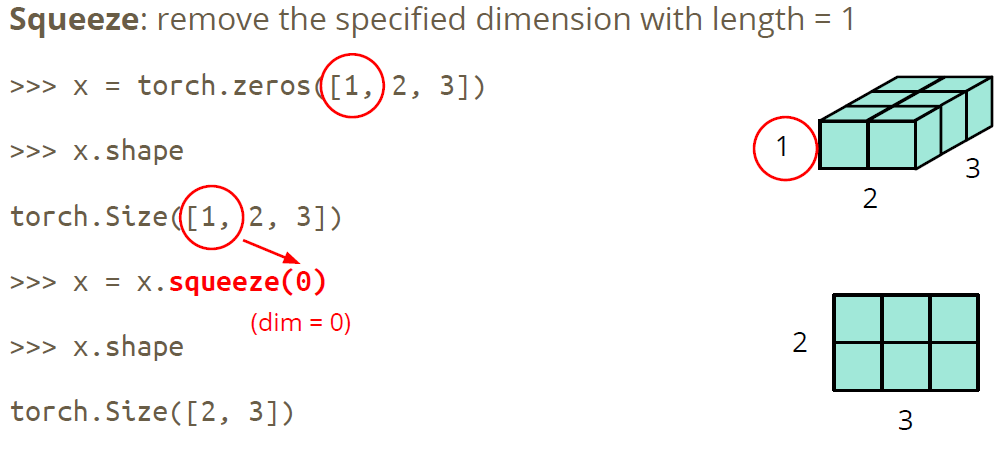 Squeeze: remove the specified dimension with length = 1
>>> x = torch.zeros([1, 2, 3])
>>> x.shape
torch.Size([1, 2, 3])
>>> x = x.squeeze(0)
(dim = 0)
>>> x.shape
torch.Size([2, 3])
1
3
2
2
3